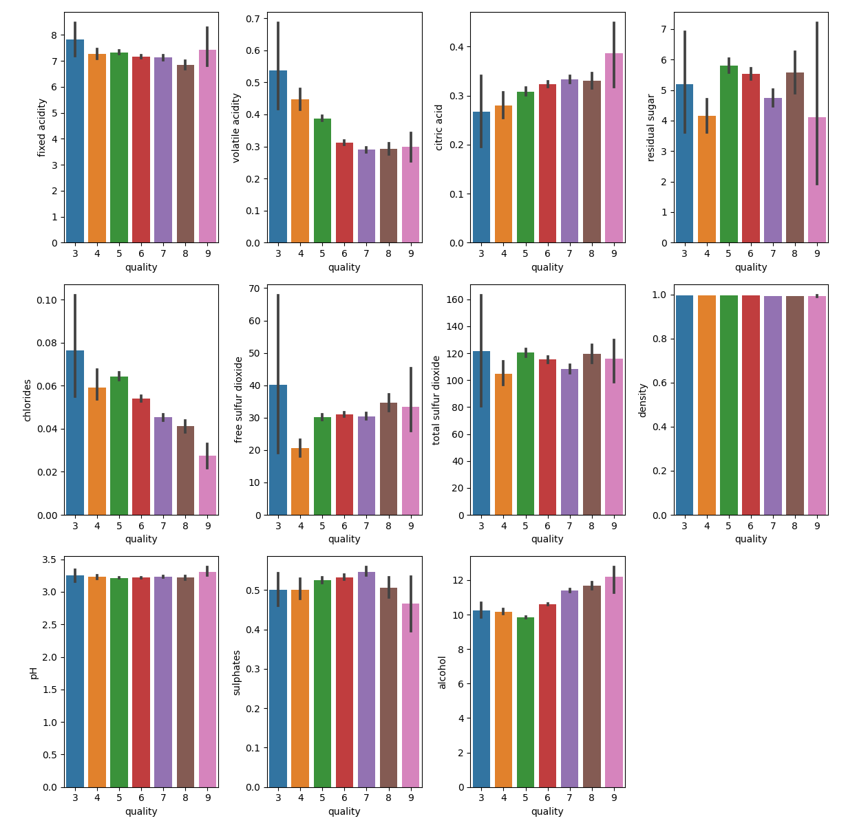 fixed acidity
8
7
6
5
4
3
2
1
0
3 4 5 6 7 8 9
quality
volatile acidity
0.7
0.6
0.5
0.4
0.3
0.2
0.1
0.0
3 4 5 6 7 8 9
quality
citric acid
0.4
0.3
0.2
0.1
0.0
3 4 5 6 7 8 9
quality
residual sugar
7
6
5
4
3
2
1
0
3 4 5 6 7 8 9
quality
chlorides
0.10
0.08
0.06
0.04
0.02
0.00
3 4 5 6 7 8 9
quality
free sulfur dioxide
70
60
50
40
30
20
10
0
3 4 5 6 7 8 9
quality
total sulfur dioxide
160
140
120
100
80
60
40
20
0
3 4 5 6 7 8 9
quality
density
1.0
0.8
0.6
0.4
0.2
0.0
3 4 5 6 7 8 9
quality
pH
3.5
3.0
2.5
2.0
1.5
1.0
0.5
0.0
3 4 5 6 7 8 9
quality
sulphates
0.5
0.4
0.3
0.2
0.1
0.0
3 4 5 6 7 8 9
quality
alcohol
12
10
8
6
4
2
0
3 4 5 6 7 8 9
quality